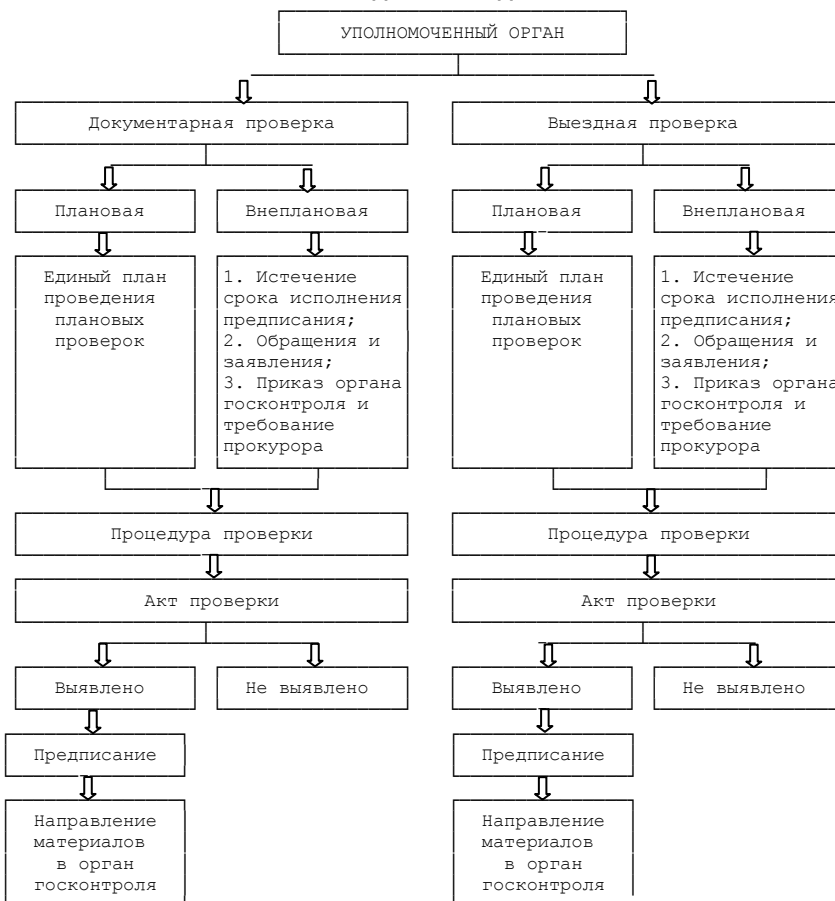 УПОЛНОМОЧЕННЫЙ ОРГАН
Документарная проверка
Выездная проверка
Плановая
Внеплановая
Плановая
Внеплановая
Единый план
проведения
плановых
проверок
1. Истечение
срока исполнения
предписания;
2. Обращения и
заявления;
3. Приказ органа
госконтроля и
требование
прокурора
Единый план
проведения
плановых
проверок
1. Истечение
срока исполнения
предписания;
2. Обращения и
заявления;
3. Приказ органа
госконтроля и
требование
прокурора
Процедура проверки
Процедура проверки
Акт проверки
Акт проверки
Выявлено
Не выявлено
Выявлено
Не выявлено
Предписание
Предписание
Направление
материалов
в орган
госконтроля
Направление
материалов
в орган
госконтроля